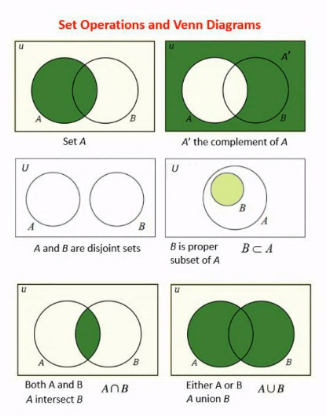 Set Operations and Venn Diagrams
u
A
B
Set A
u
A'
A
B
A' the complement of A
U
A
B
A and B are disjoint sets
U
B
A
B is proper
subset of A
B ⊂ A
u
A
B
Both A and B
A intersect B
A∩B
u
A
B
Either A or B
A union B
A∪B